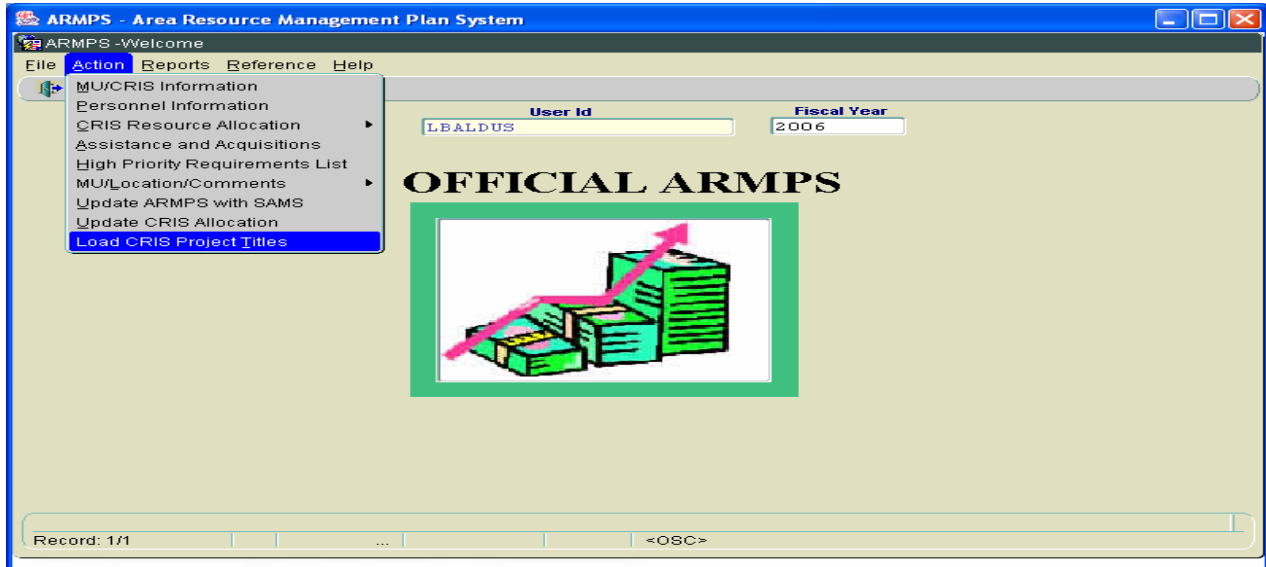 ARMPS - Area Resource Management Plan System
ARMPS -Welcome
File Action Reports Reference Help
MU/CRIS Information
Personnel Information
CRIS Resource Allocation
Assistance and Acquisitions
High Priority Requirements List
MU/Location/Comments
Update ARMPS with SAMS
Update CRIS Allocation
Load CRIS Project Titles
User Id Fiscal Year
LBALDUS 2006
OFFICIAL ARMPS
Record: 1/1 ... <OSC>